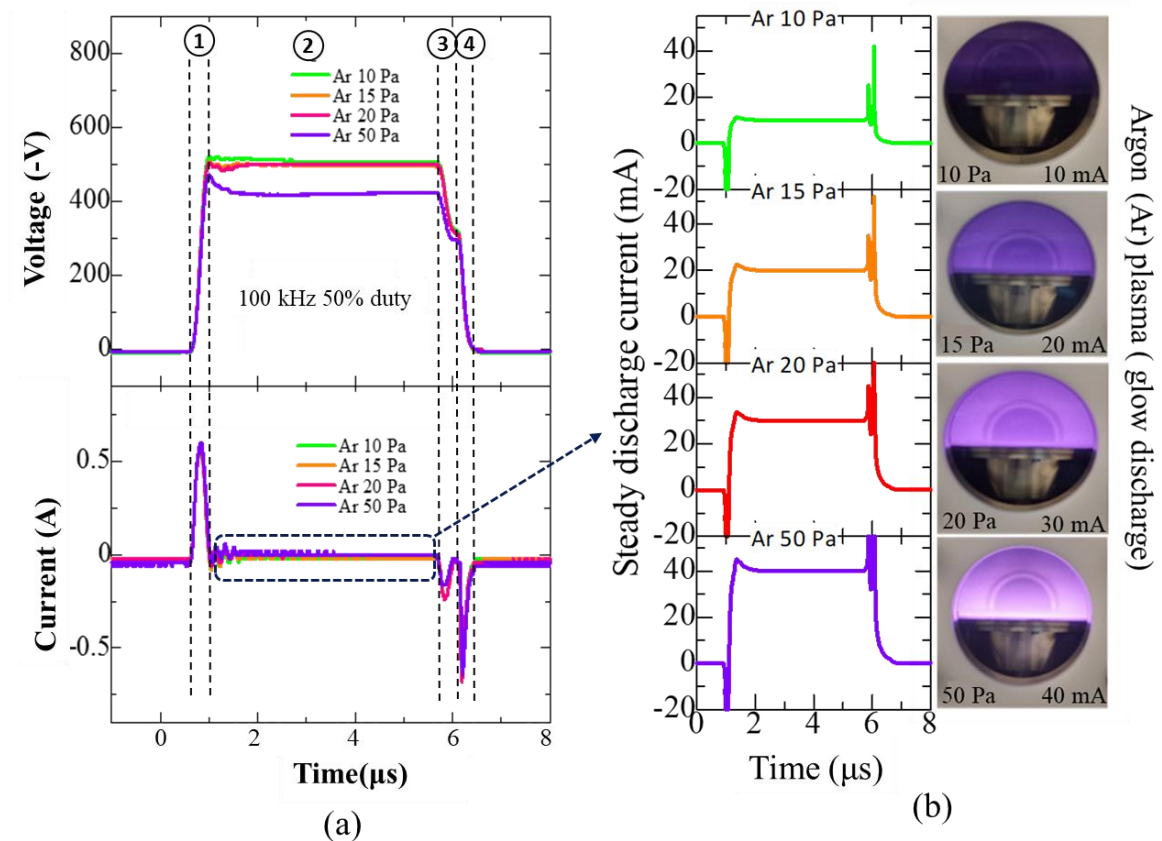 ① ② ③ ④
800
600
400
200
0
Voltage (-V)
Ar 10 Pa
Ar 15 Pa
Ar 20 Pa
Ar 50 Pa
100 kHz 50% duty
0.5
0
-0.5
Current (A)
Ar 10 Pa
Ar 15 Pa
Ar 20 Pa
Ar 50 Pa
0 2 4 6 8
Time(μs)
(a)
Steady discharge current (mA)
Ar 10 Pa
40
20
0
-20
Ar 15 Pa
40
20
0
-20
Ar 20 Pa
40
20
0
-20
Ar 50 Pa
40
20
0
-20
0 2 4 6 8
Time (μs)
10 Pa 10 mA
15 Pa 20 mA
20 Pa 30 mA
50 Pa 40 mA
Argon (Ar) plasma ( glow discharge)
(b)